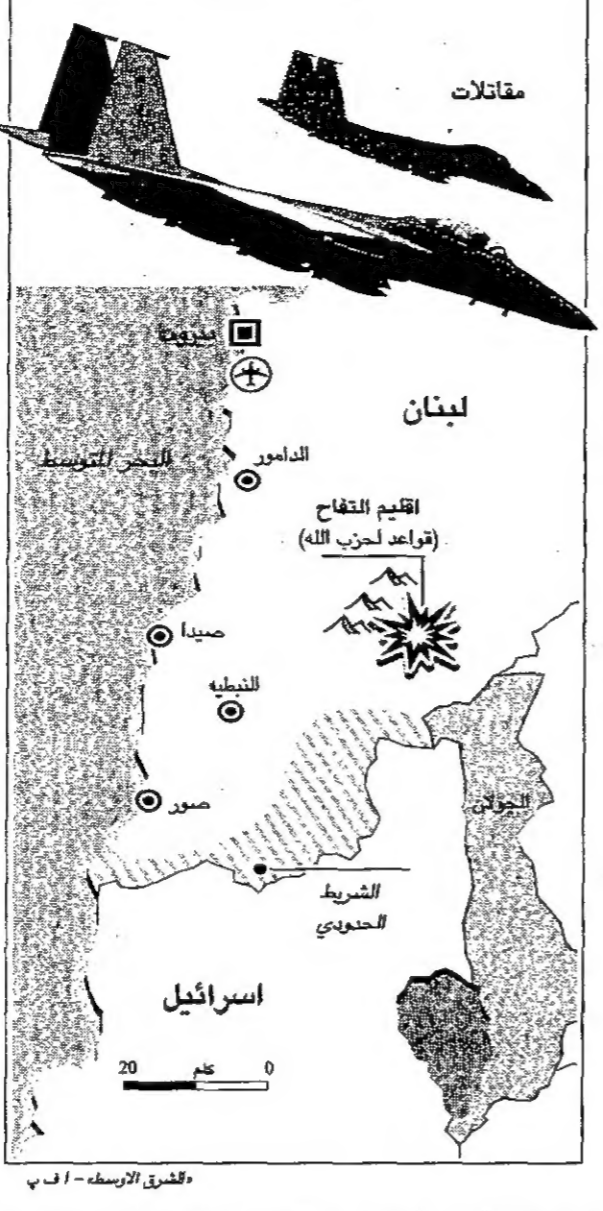 مقاتلات
بيروت
لبنان
البحر المتوسط
الدامور
اقليم التفاح
(قواعد لحزب الله)
صيدا
النبطيه
الجولان
صور
الشريط
الحدودي
اسرائيل
20 كلم 0
«الشرق الاوسط» - ا ف پ